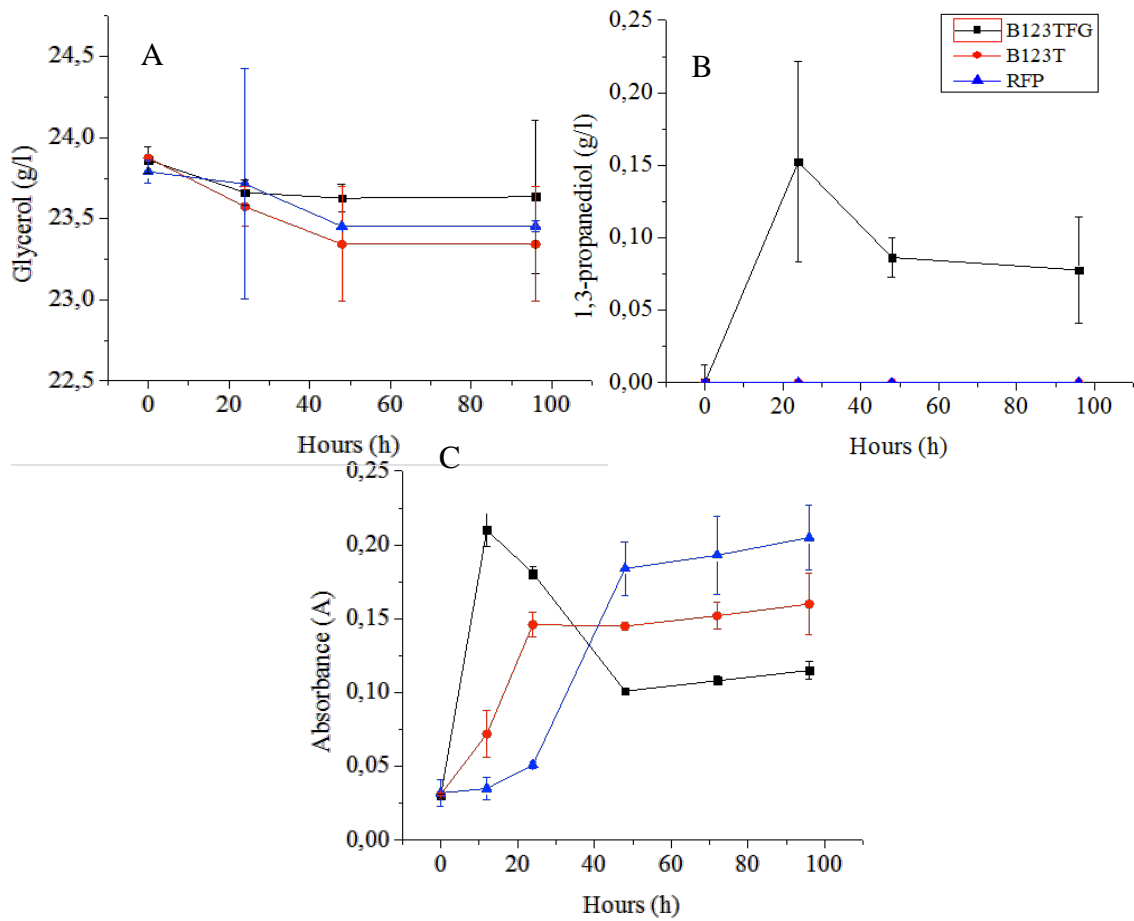 A
24,5
24,0
23,5
23,0
22,5
Glycerol (g/l)
0 20 40 60 80 100
Hours (h)
B
0,25
0,20
0,15
0,10
0,05
0,00
1,3-propanediol (g/l)
0 20 40 60 80 100
Hours (h)
B123TFG
B123T
RFP
C
0,25
0,20
0,15
0,10
0,05
0,00
Absorbance (A)
0 20 40 60 80 100
Hours (h)